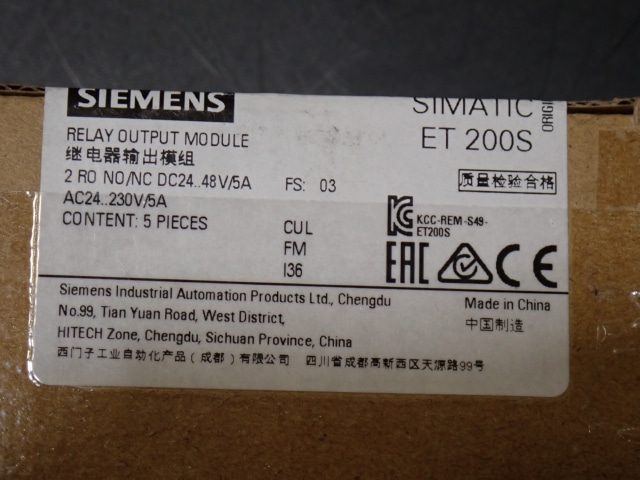 SIEMENS
SIMATIC
ET 200S
RELAY OUTPUT MODULE
继电器输出模组
2 RO NO/NC DC24..48V/5A
AC24..230V/5A
CONTENT: 5 PIECES
FS: 03
质量检验合格
CUL
FM
I36
KC
KCC-REM-S49-
ET200S
EAC CE
Siemens Industrial Automation Products Ltd., Chengdu
No.99, Tian Yuan Road, West District,
HITECH Zone, Chengdu, Sichuan Province, China
西门子工业自动化产品（成都）有限公司 四川省成都高新西区天源路99号
Made in China
中国制造